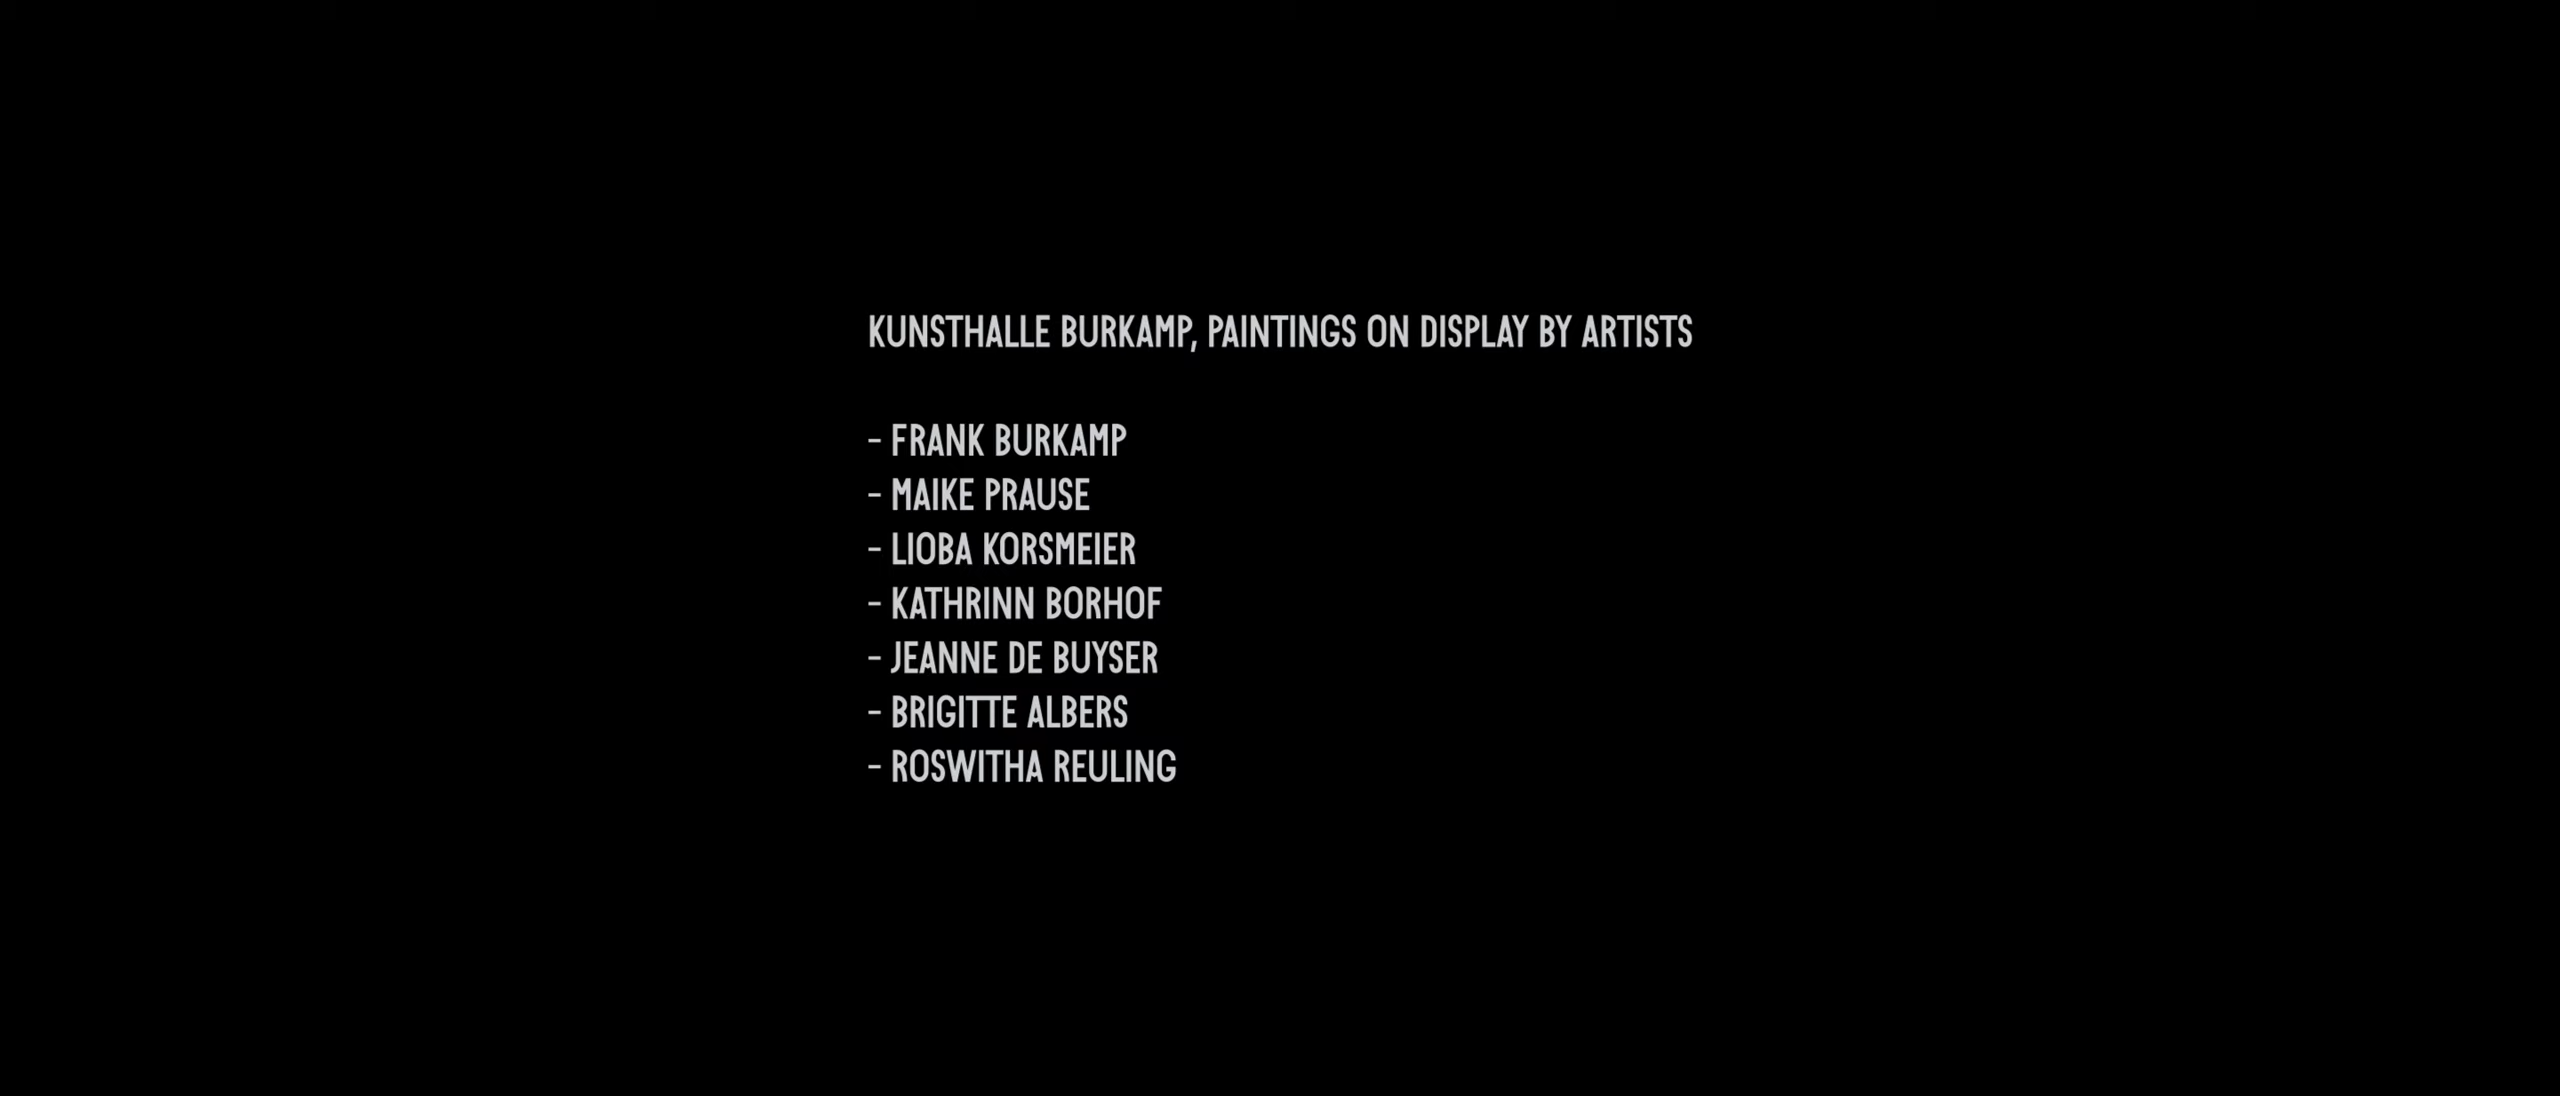 KUNSTHALLE BURKAMP, PAINTINGS ON DISPLAY BY ARTISTS
- FRANK BURKAMP
- MAIKE PRAUSE
- LIOBA KORSMEIER
- KATHRINN BORHOF
- JEANNE DE BUYSER
- BRIGITTE ALBERS
- ROSWITHA REULING